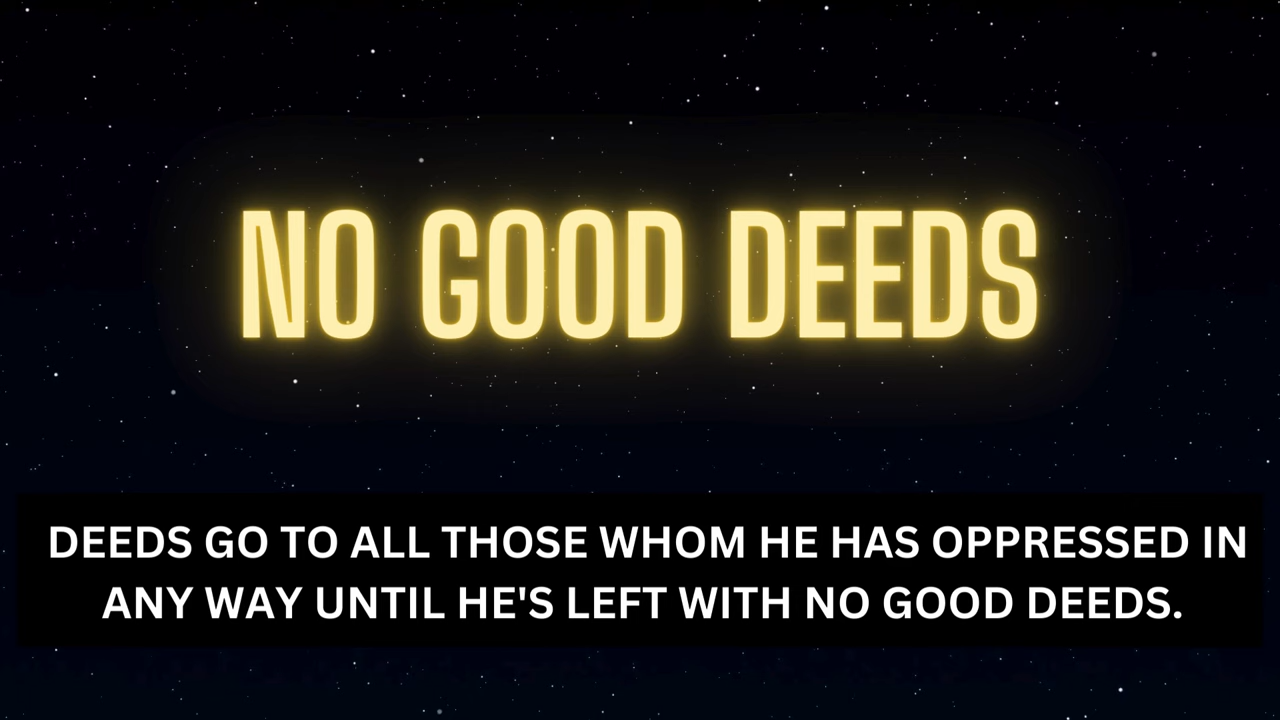 NO GOOD DEEDS
DEEDS GO TO ALL THOSE WHOM HE HAS OPPRESSED IN
ANY WAY UNTIL HE'S LEFT WITH NO GOOD DEEDS.